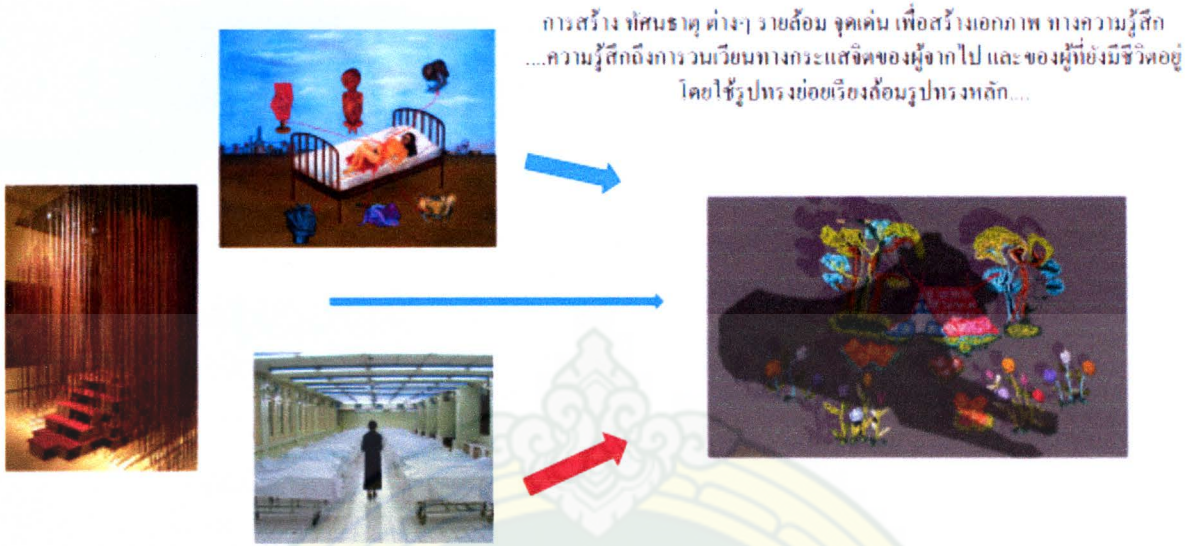 การสร้าง ทัศนธาตุ ต่างๆ รายล้อม จุดเด่น เพื่อสร้างเอกภาพ ทางความรู้สึก
....ความรู้สึกถึงการวนเวียนทางกระแสจิตของผู้จากไป และของผู้ที่ยังมีชีวิตอยู่
โดยใช้รูปทรงย่อยเรียงล้อมรูปทรงหลัก....